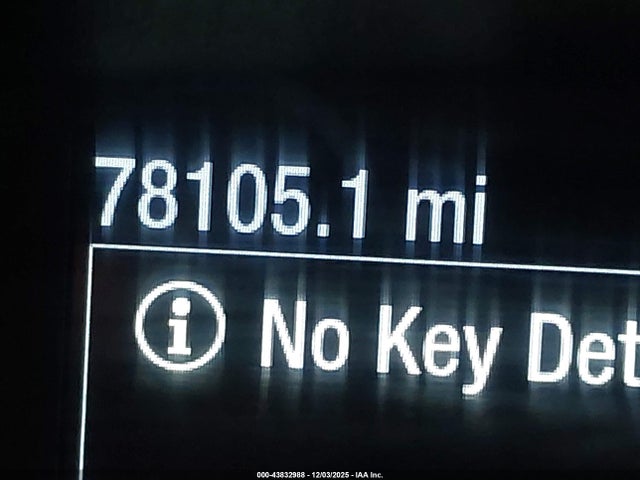 78105.1 mi
i No Key Det
000-43832988 - 12/03/2025 - IAA Inc.